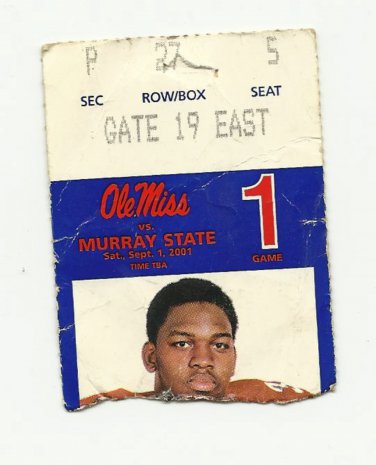 P 27 5
SEC ROW/BOX SEAT
GATE 19 EAST
Ole Miss
vs.
MURRAY STATE
Sat., Sept. 1, 2001
TIME TBA
1
GAME